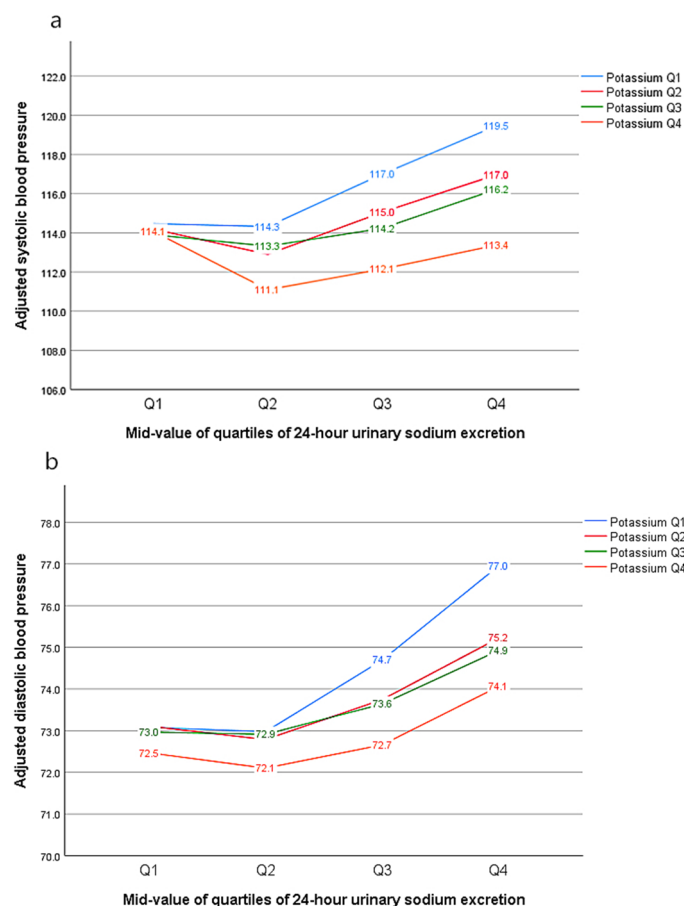 a
122.0
120.0
118.0
116.0
114.0
112.0
110.0
108.0
106.0
Adjusted systolic blood pressure
Potassium Q1
Potassium Q2
Potassium Q3
Potassium Q4
119.5
117.0
117.0
116.2
115.0
114.3
114.2
114.1
113.3
113.4
112.1
111.1
Q1 Q2 Q3 Q4
Mid-value of quartiles of 24-hour urinary sodium excretion
b
78.0
77.0
76.0
75.0
74.0
73.0
72.0
71.0
70.0
Adjusted diastolic blood pressure
Potassium Q1
Potassium Q2
Potassium Q3
Potassium Q4
77.0
75.2
74.9
74.7
74.1
73.6
73.0
72.9
72.7
72.5
72.1
Q1 Q2 Q3 Q4
Mid-value of quartiles of 24-hour urinary sodium excretion